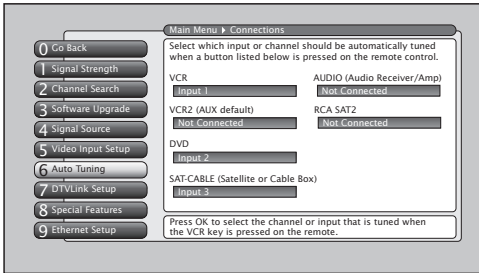 Main Menu ▸ Connections
0 Go Back
1 Signal Strength
2 Channel Search
3 Software Upgrade
4 Signal Source
5 Video Input Setup
6 Auto Tuning
7 DTVLink Setup
8 Special Features
9 Ethernet Setup
Select which input or channel should be automatically tuned
when a button listed below is pressed on the remote control.
VCR
Input 1
VCR2 (AUX default)
Not Connected
DVD
Input 2
SAT-CABLE (Satellite or Cable Box)
Input 3
AUDIO (Audio Receiver/Amp)
Not Connected
RCA SAT2
Not Connected
Press OK to select the channel or input that is tuned when
the VCR key is pressed on the remote.